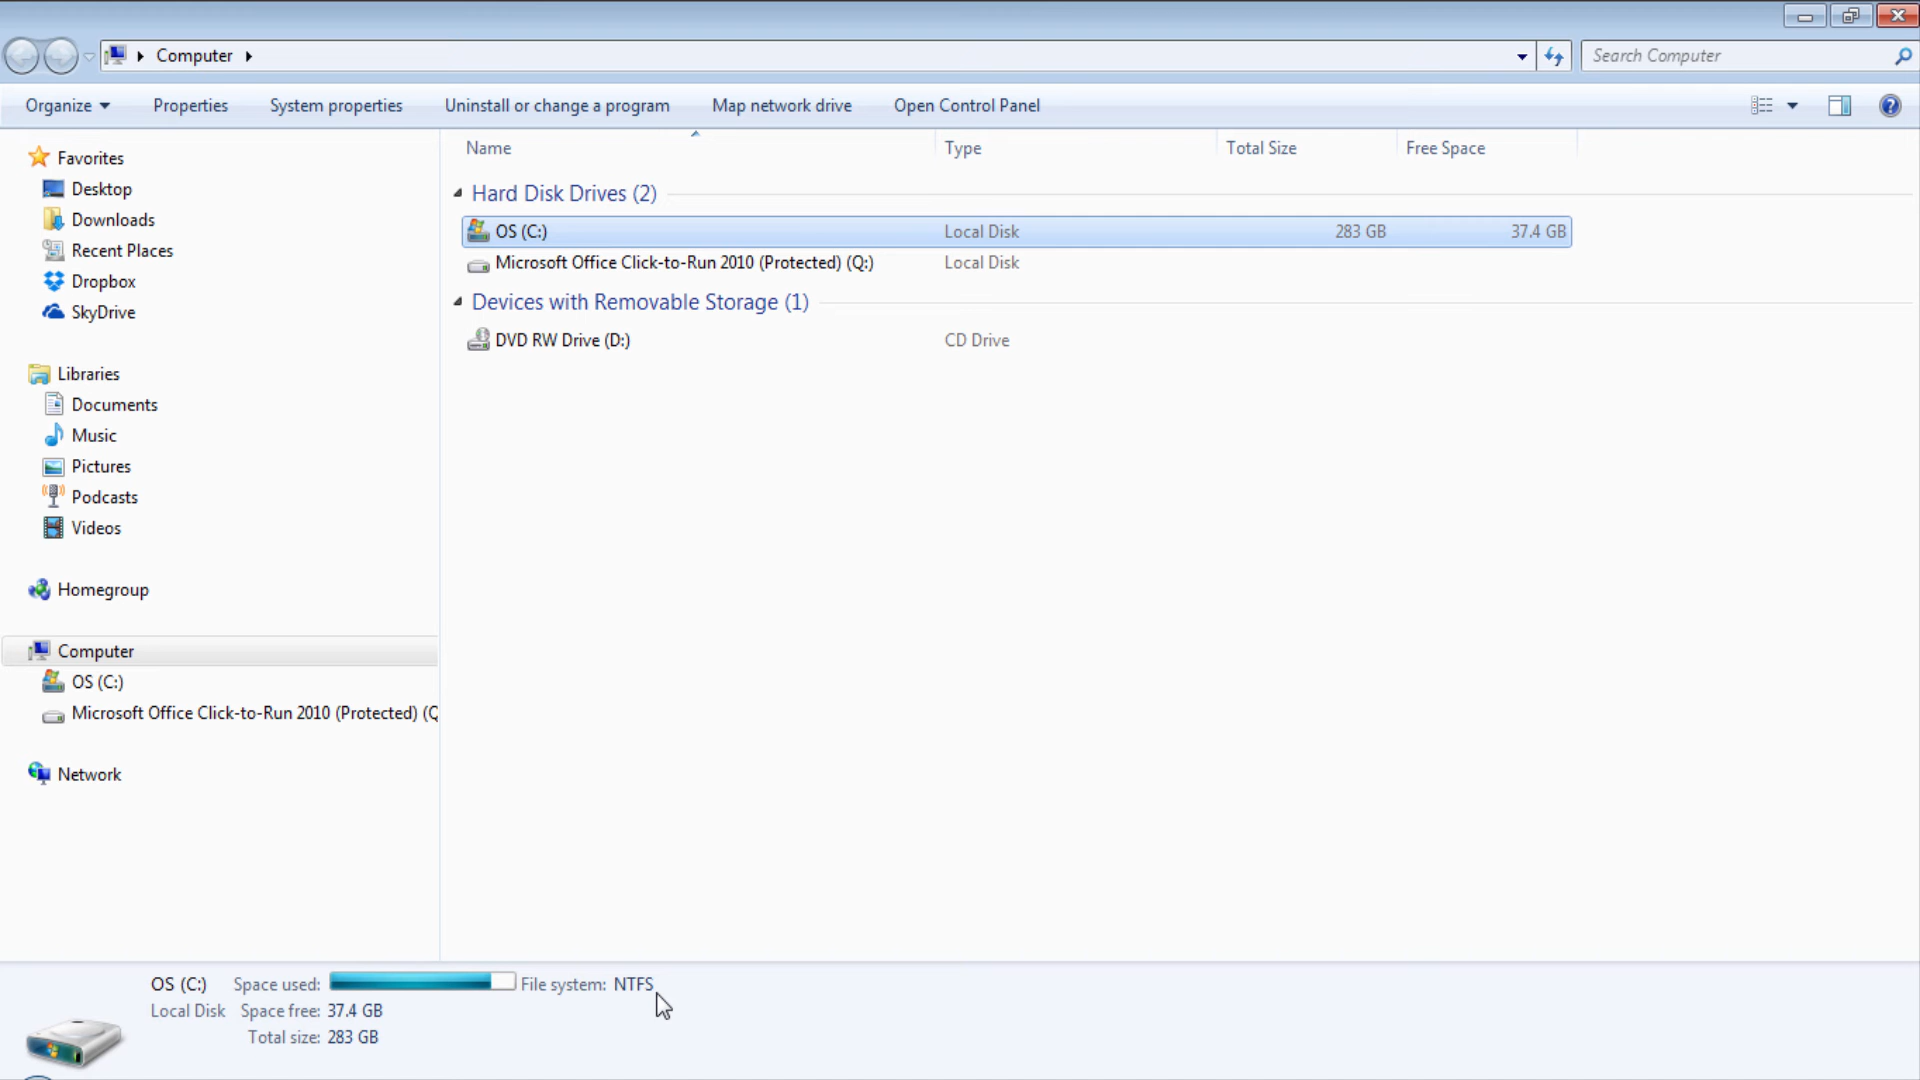 Computer
Search Computer
Organize
Properties
System properties
Uninstall or change a program
Map network drive
Open Control Panel
Favorites
Desktop
Downloads
Recent Places
Dropbox
SkyDrive
Libraries
Documents
Music
Pictures
Podcasts
Videos
Homegroup
Computer
OS (C:)
Microsoft Office Click-to-Run 2010 (Protected) (Q
Network
Name Type Total Size Free Space
Hard Disk Drives (2)
OS (C:) Local Disk 283 GB 37.4 GB
Microsoft Office Click-to-Run 2010 (Protected) (Q:) Local Disk
Devices with Removable Storage (1)
DVD RW Drive (D:) CD Drive
OS (C:) Space used: File system: NTFS
Local Disk Space free: 37.4 GB
Total size: 283 GB